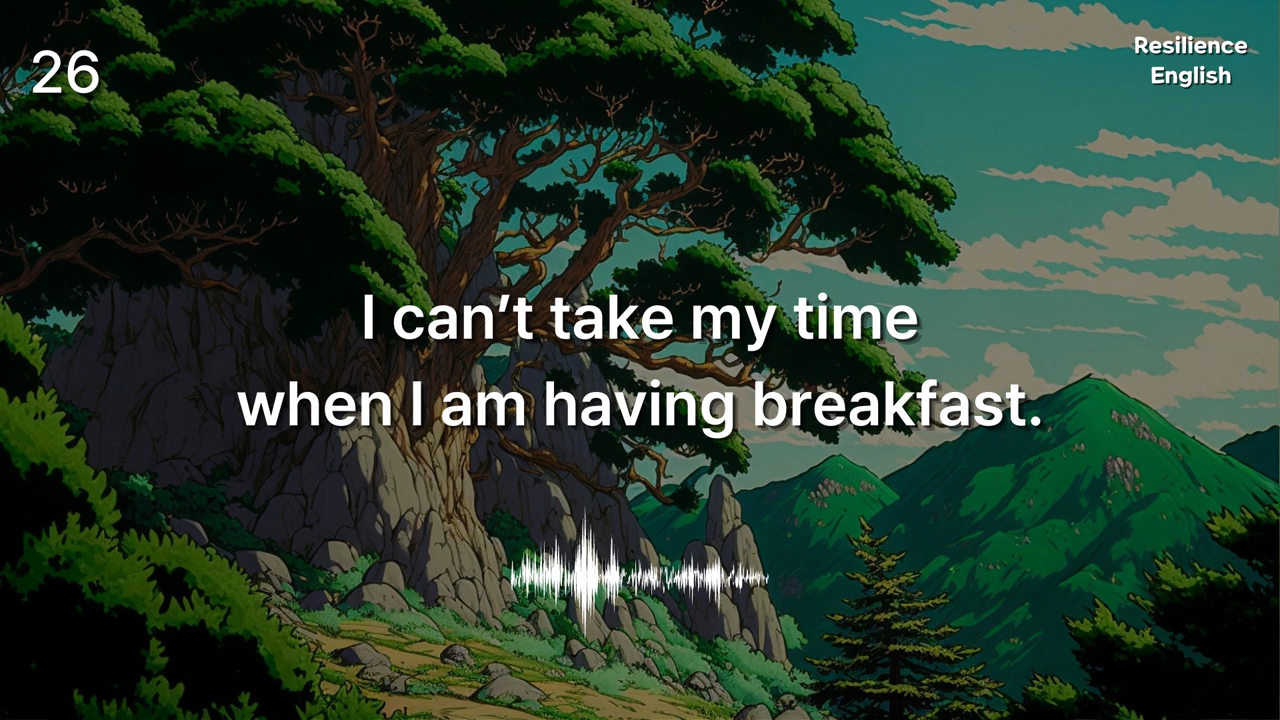 26
Resilience
English
I can’t take my time
when I am having breakfast.